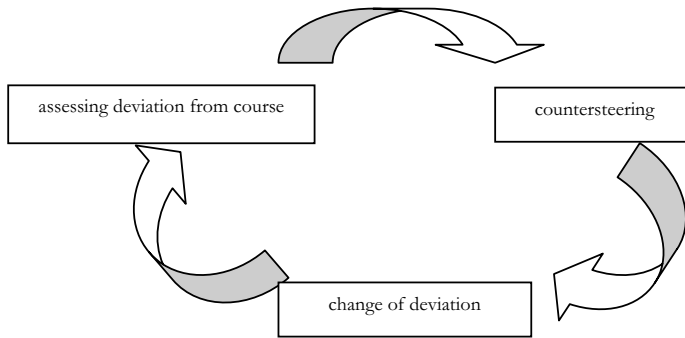 assessing deviation from course
countersteering
change of deviation